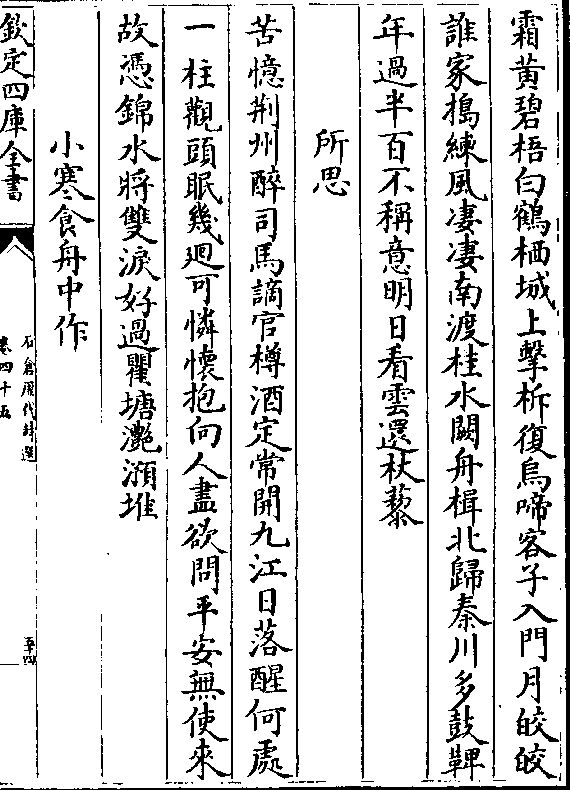 霜黄碧梧白鶴栖城上擊柝復烏啼客子入門月皎皎
誰家搗練風凄凄南渡桂水闕舟楫北歸秦川多鼓鞞
年過半百不稱意明日看雲還杖藜
所思
苦憶荆州醉司馬謫官樽酒定常開九江日落醒何處
一柱觀頭眠幾廻可憐懷抱向人盡欲問平安無使來
故憑錦水將雙淚好過瞿塘灔澦堆
小寒食舟中作
欽定四庫全書
石倉歷代詩選
卷四十五
五十四